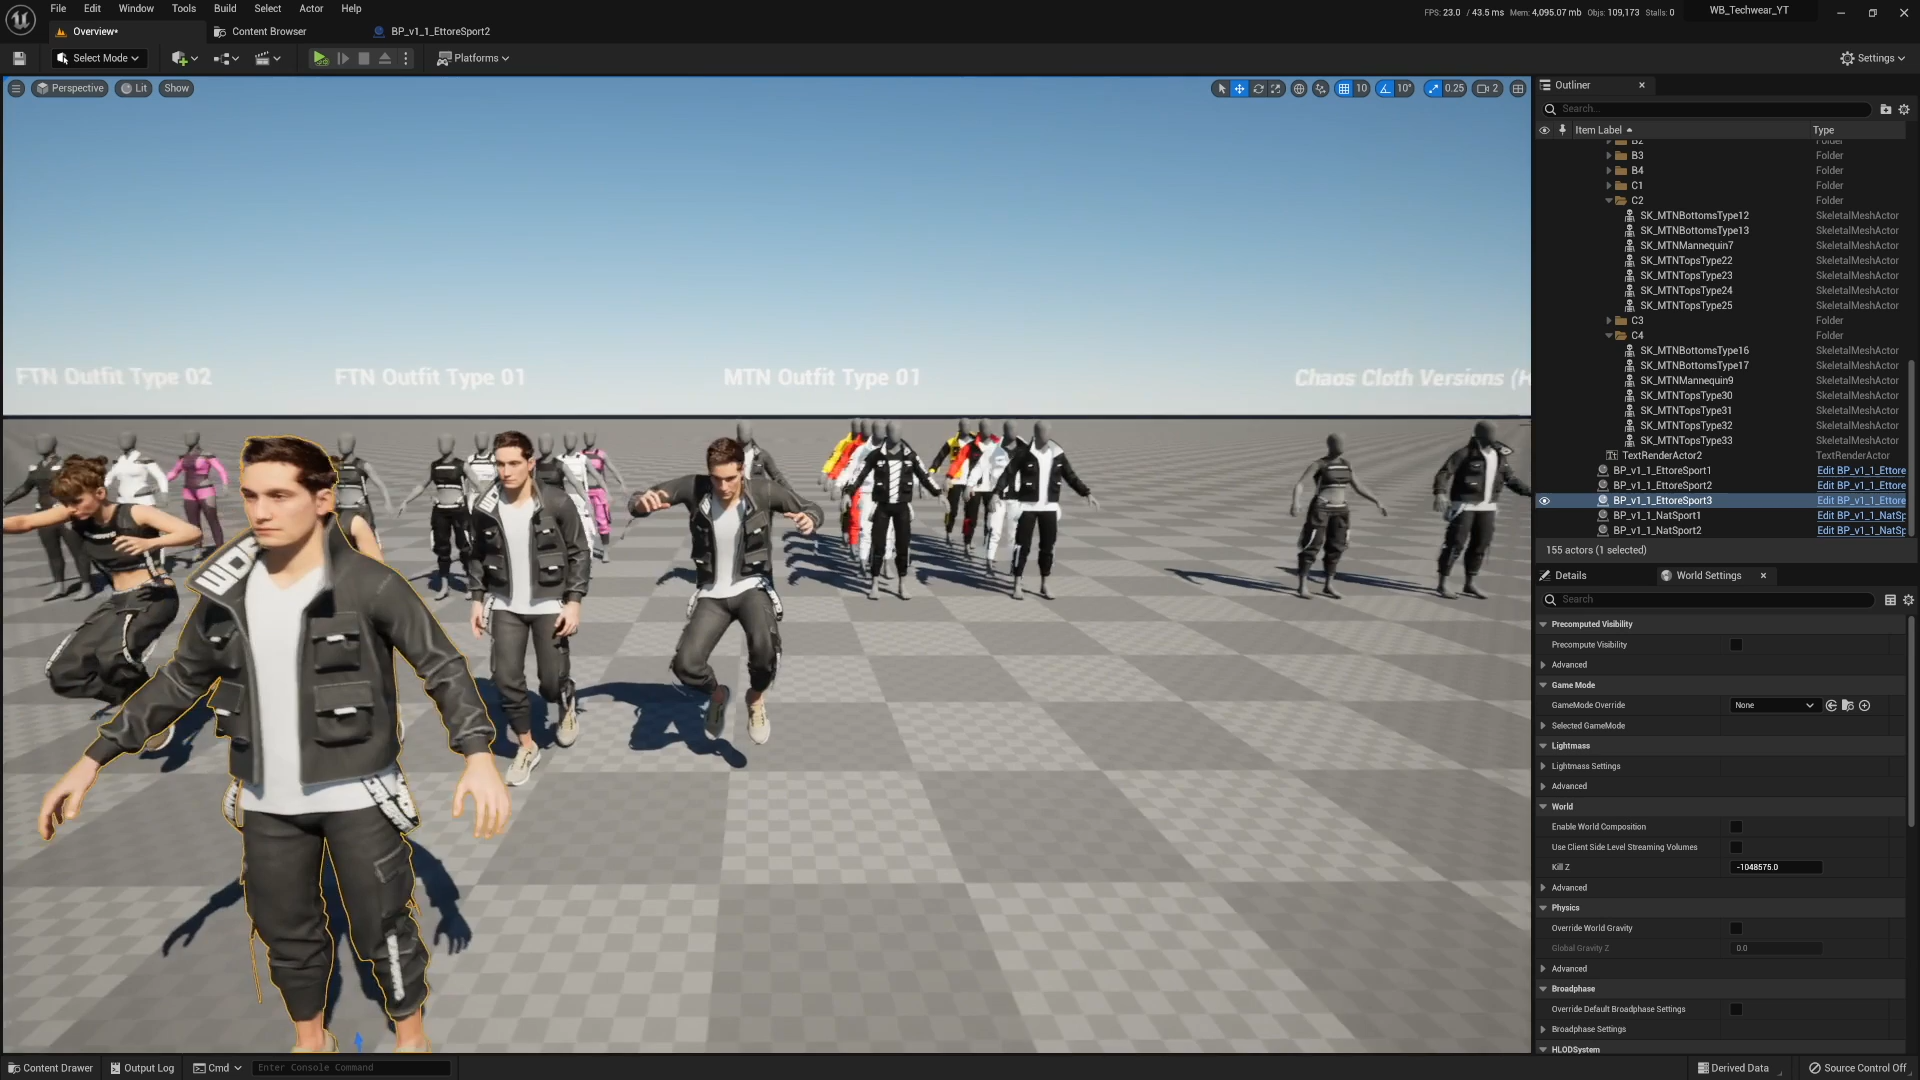 File Edit Window Tools Build Select Actor Help
FPS: 23.0 / 43.5 ms Mem: 4,095.07 mb Objs: 109,173 Stalls: 0
WB_Techwear_YT
Overview*
Content Browser
BP_v1_1_EttoreSport2
Select Mode
Platforms
Settings
Perspective
Lit
Show
10
10°
0.25
2
FTN Outfit Type 02
FTN Outfit Type 01
MTN Outfit Type 01
Chaos Cloth Versions (
Outliner
Search...
Item Label
Type
B2 Folder
B3 Folder
B4 Folder
C1 Folder
C2 Folder
SK_MTNBottomsType12 SkeletalMeshActor
SK_MTNBottomsType13 SkeletalMeshActor
SK_MTNMannequin7 SkeletalMeshActor
SK_MTNTopsType22 SkeletalMeshActor
SK_MTNTopsType23 SkeletalMeshActor
SK_MTNTopsType24 SkeletalMeshActor
SK_MTNTopsType25 SkeletalMeshActor
C3 Folder
C4 Folder
SK_MTNBottomsType16 SkeletalMeshActor
SK_MTNBottomsType17 SkeletalMeshActor
SK_MTNMannequin9 SkeletalMeshActor
SK_MTNTopsType30 SkeletalMeshActor
SK_MTNTopsType31 SkeletalMeshActor
SK_MTNTopsType32 SkeletalMeshActor
SK_MTNTopsType33 SkeletalMeshActor
TextRenderActor2 TextRenderActor
BP_v1_1_EttoreSport1 Edit BP_v1_1_Ettore
BP_v1_1_EttoreSport2 Edit BP_v1_1_Ettore
BP_v1_1_EttoreSport3 Edit BP_v1_1_Ettore
BP_v1_1_NatSport1 Edit BP_v1_1_NatSp
BP_v1_1_NatSport2 Edit BP_v1_1_NatSp
155 actors (1 selected)
Details
World Settings
Search
Precomputed Visibility
Precompute Visibility
Advanced
Game Mode
GameMode Override None
Selected GameMode
Lightmass
Lightmass Settings
Advanced
World
Enable World Composition
Use Client Side Level Streaming Volumes
Kill Z -1048575.0
Advanced
Physics
Override World Gravity
Global Gravity Z 0.0
Advanced
Broadphase
Override Default Broadphase Settings
Broadphase Settings
HLODSystem
Content Drawer
Output Log
Cmd
Enter Console Command
Derived Data
Source Control Off